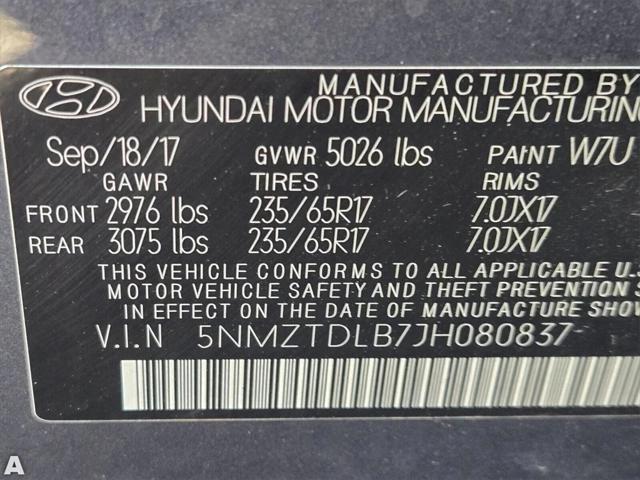 MANUFACTURED BY
HYUNDAI MOTOR MANUFACTURING
Sep/18/17 GVWR 5026 lbs PAINT W7U
GAWR TIRES RIMS
FRONT 2976 lbs 235/65R17 7.0JX17
REAR 3075 lbs 235/65R17 7.0JX17
THIS VEHICLE CONFORMS TO ALL APPLICABLE U.S
MOTOR VEHICLE SAFETY AND THEFT PREVENTION S
IN EFFECT ON THE DATE OF MANUFACTURE SHOW
V.I.N 5NMZTDLB7JH080837
A